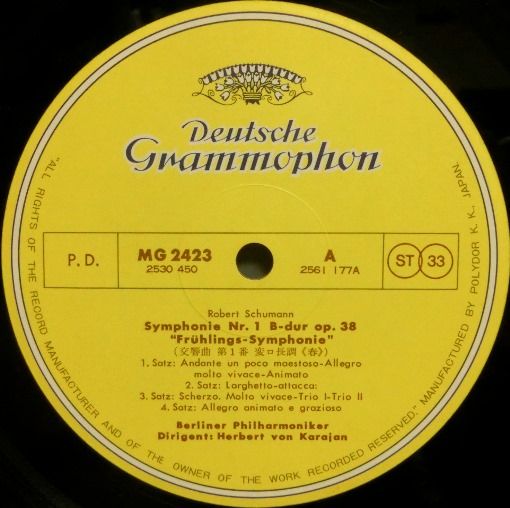 Deutsche
Grammophon
P. D.
MG 2423
2530 450
A
2561 177A
ST 33
Robert Schumann
Symphonie Nr. 1 B-dur op. 38
"Frühlings-Symphonie"
(交響曲 第1番 変ロ長調《春》)
1. Satz: Andante un poco maestoso-Allegro
molto vivace-Animato
2. Satz: Larghetto-attacca:
3. Satz: Scherzo. Molto vivace-Trio I-Trio II
4. Satz: Allegro animato e grazioso
Berliner Philharmoniker
Dirigent: Herbert von Karajan
"ALL RIGHTS OF THE RECORD MANUFACTURER AND OF THE OWNER OF THE WORK RECORDED RESERVED." MANUFACTURED BY POLYDOR K. K., JAPAN.